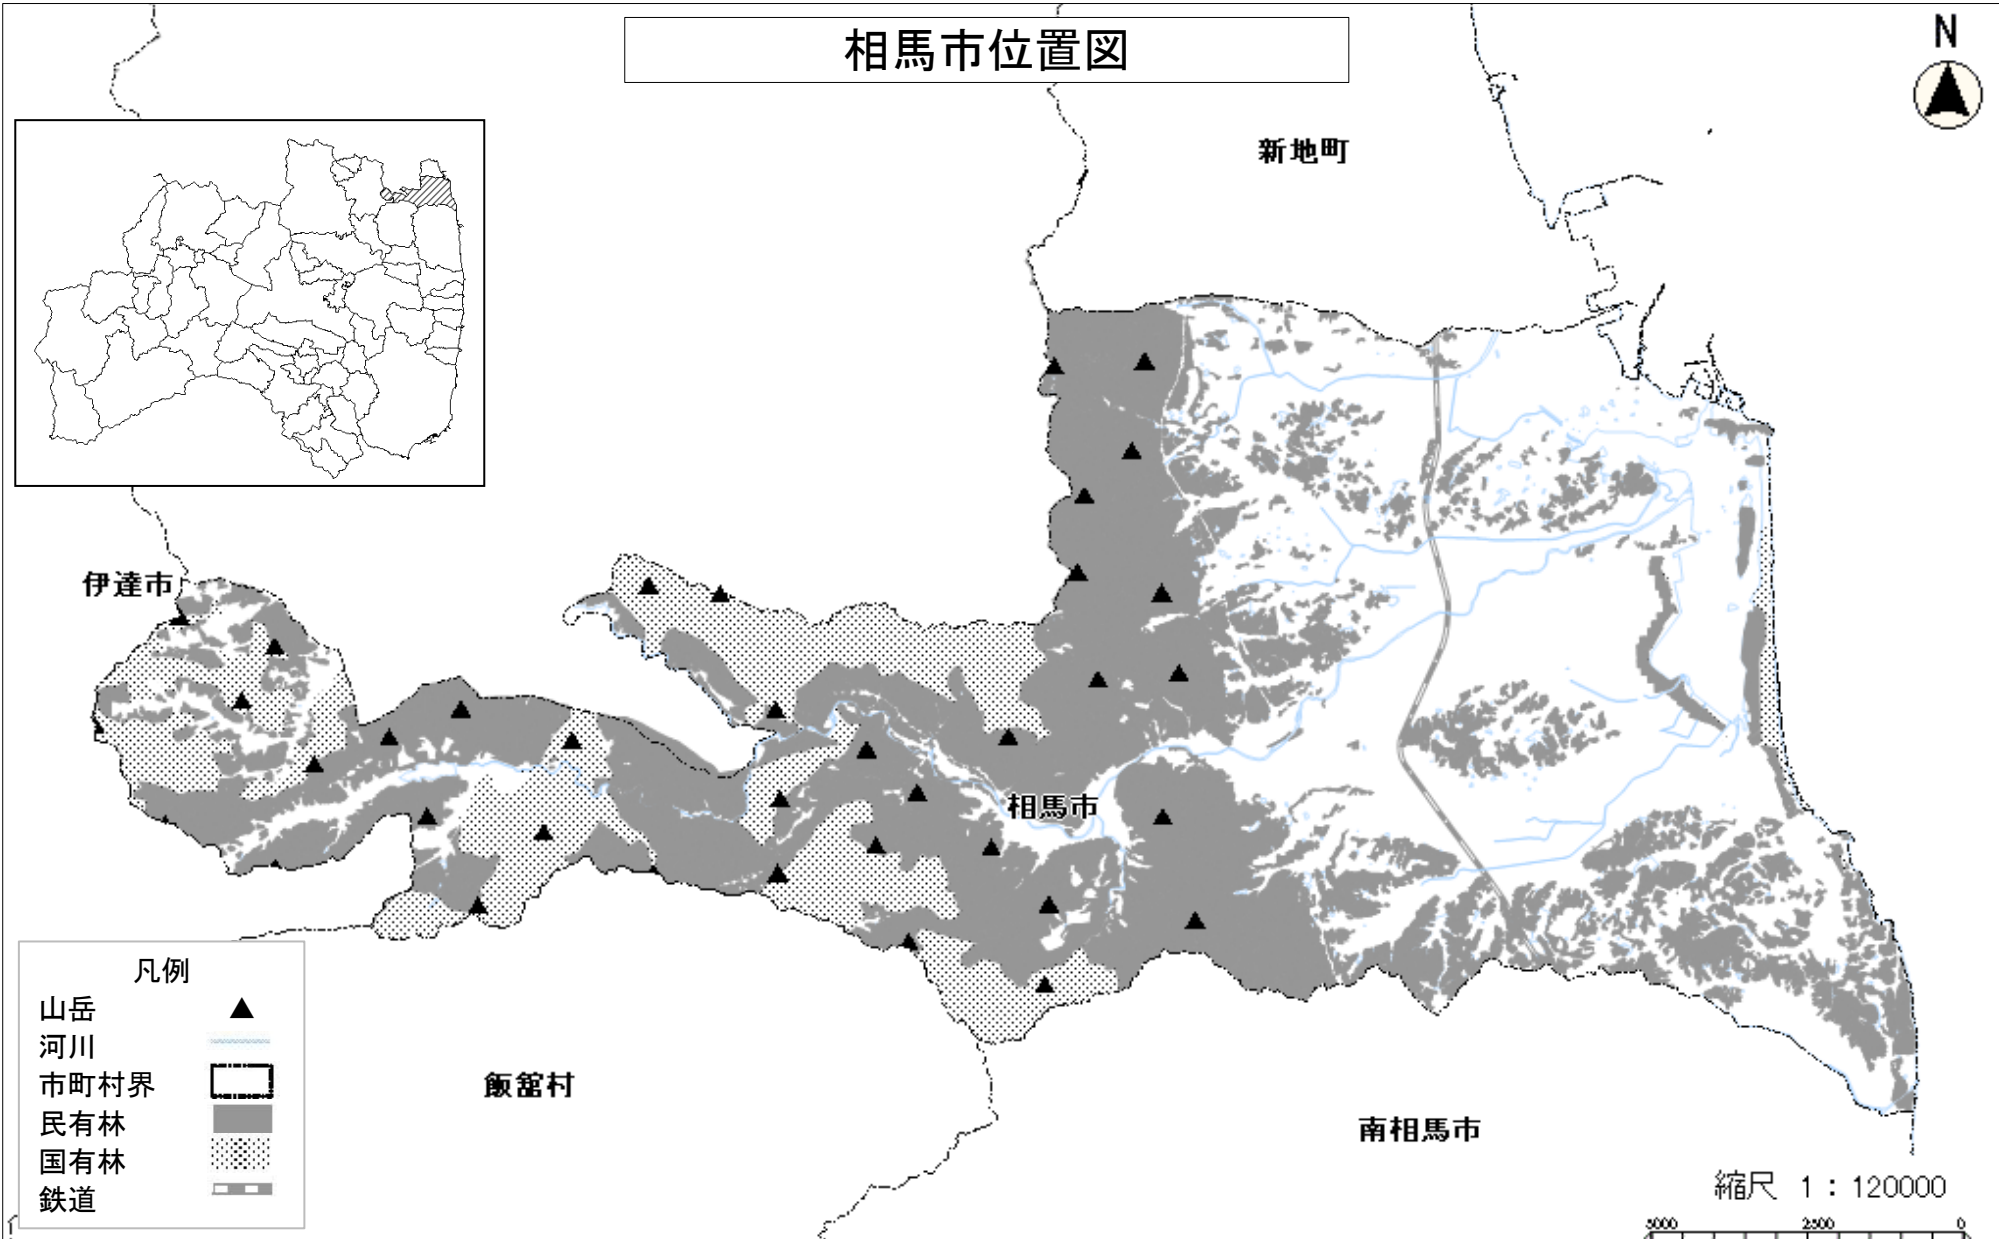 相馬市位置図
N
新地町
伊達市
相馬市
凡例
山岳
河川
市町村界
民有林
国有林
鉄道
飯舘村
南相馬市
縮尺 1：120000
5000 2500 0